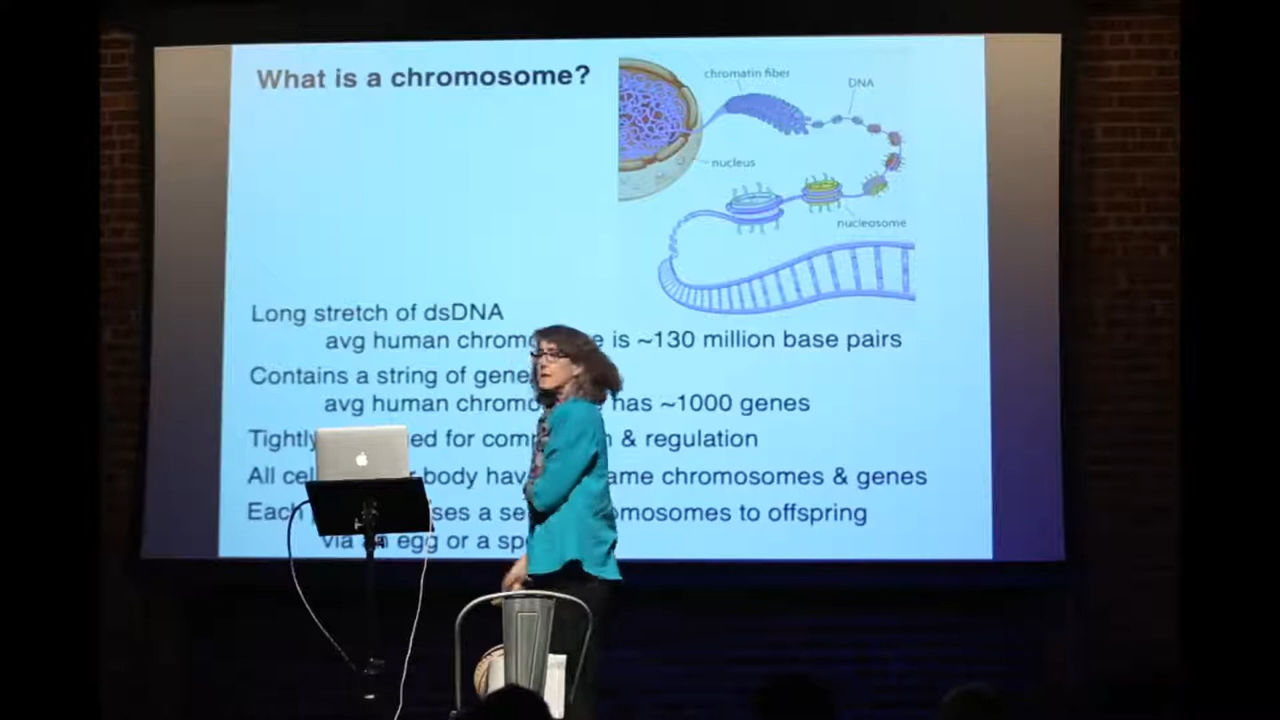 What is a chromosome?
chromatin fiber
DNA
nucleus
nucleosome
Long stretch of dsDNA
avg human chromo e is ~130 million base pairs
Contains a string of gene
avg human chromo has ~1000 genes
Tightly ed for com n & regulation
All cel body hav ame chromosomes & genes
Each ses a se omosomes to offspring
via an egg or a sp